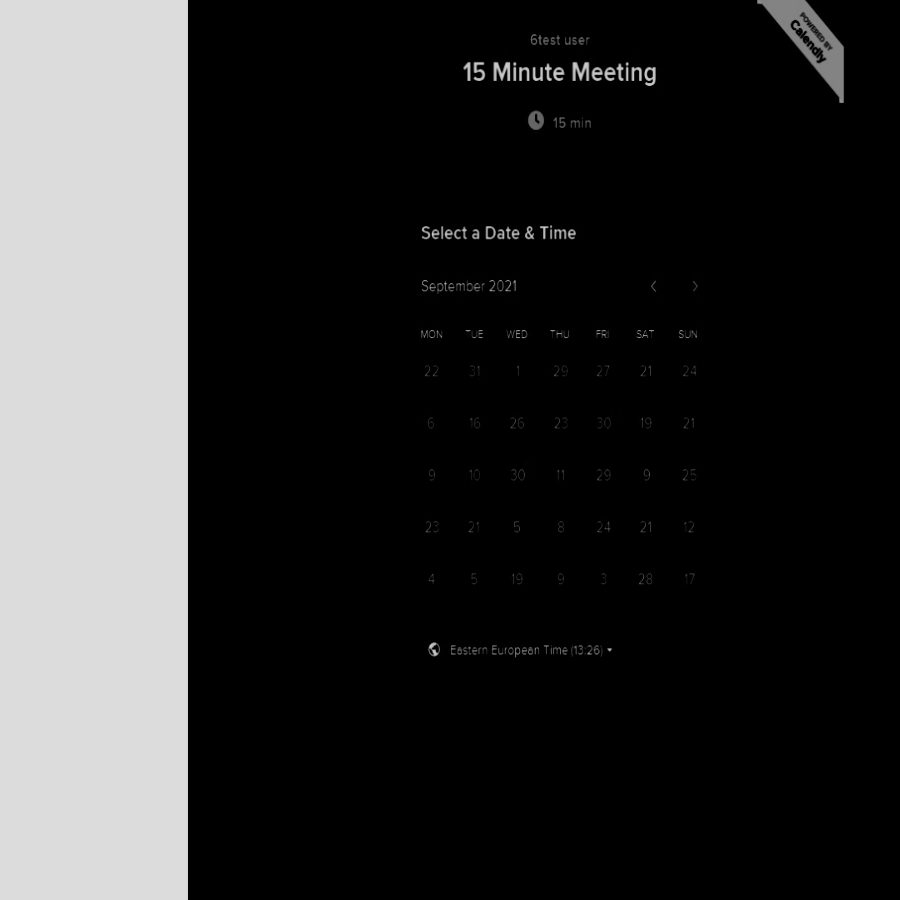 6test user
15 Minute Meeting
15 min
POWERED BY
Calendly
Select a Date & Time
September 2021
MON TUE WED THU FRI SAT SUN
22 31 1 29 27 21 24
6 16 26 23 30 19 21
9 10 30 11 29 9 25
23 21 5 8 24 21 12
4 5 19 9 3 28 17
Eastern European Time (13:26)